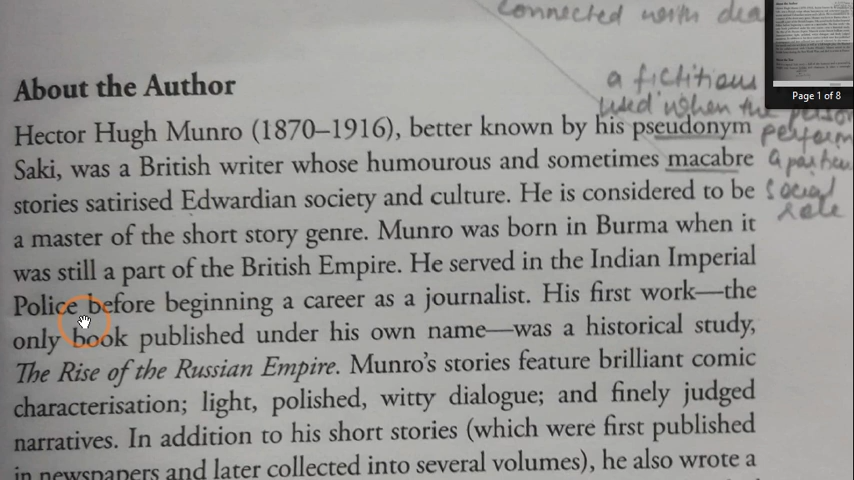 connected with dea
Page 1 of 8
About the Author
a fictitious
used when the person
Hector Hugh Munro (1870–1916), better known by his pseudonym
perform
Saki, was a British writer whose humourous and sometimes macabre
a particu
stories satirised Edwardian society and culture. He is considered to be
social
role
a master of the short story genre. Munro was born in Burma when it
was still a part of the British Empire. He served in the Indian Imperial
Police before beginning a career as a journalist. His first work—the
only book published under his own name—was a historical study,
The Rise of the Russian Empire. Munro's stories feature brilliant comic
characterisation; light, polished, witty dialogue; and finely judged
narratives. In addition to his short stories (which were first published
in newspapers and later collected into several volumes), he also wrote a